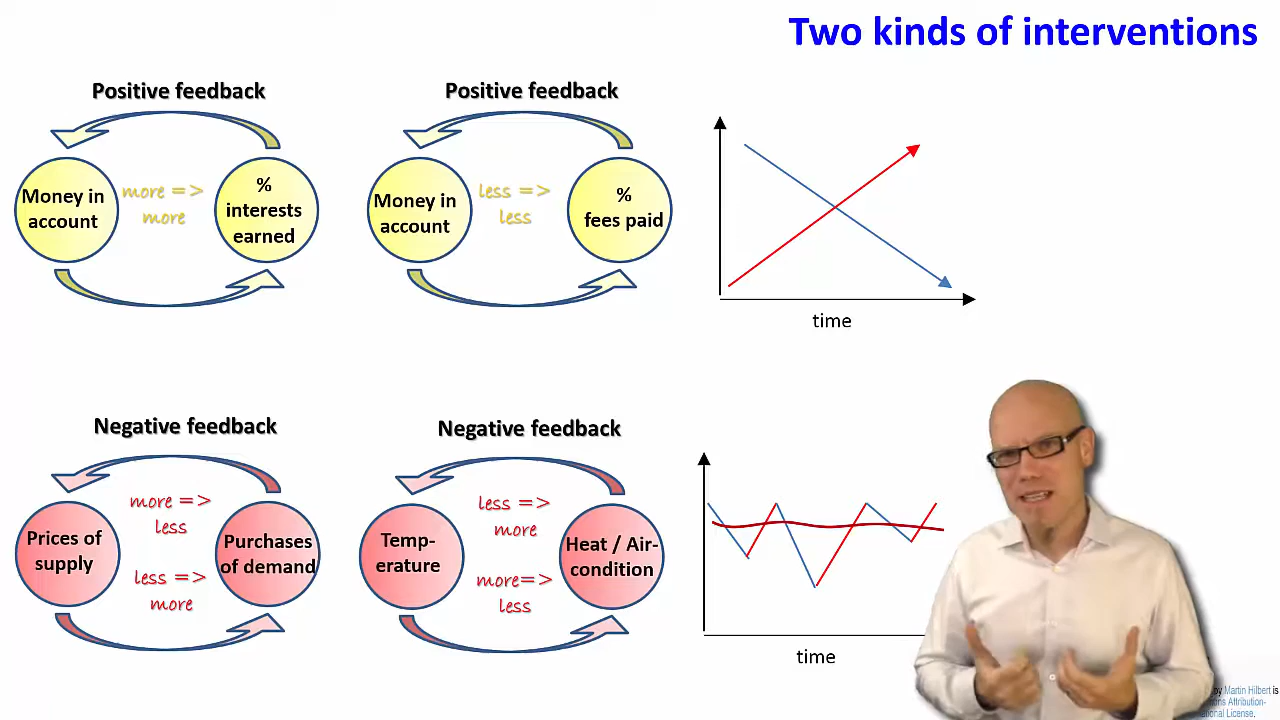 Two kinds of interventions
Positive feedback
Money in
account
more =>
more
%
interests
earned
Positive feedback
Money in
account
less =>
less
%
fees paid
time
Negative feedback
Prices of
supply
more =>
less
less =>
more
Purchases
of demand
Negative feedback
Temp-
erature
less =>
more
more=>
less
Heat / Air-
condition
time
by Martin Hilbert is
Attribution-
License.